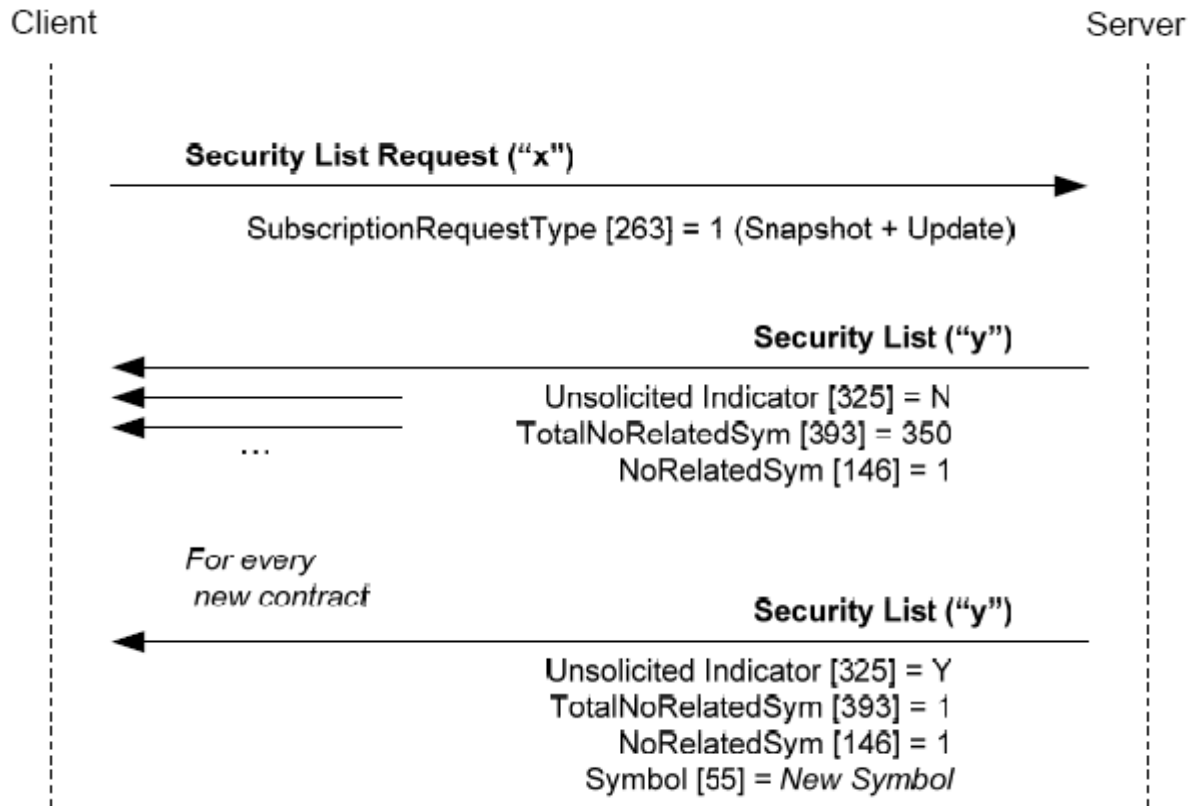 Client
Server
Security List Request (“x”)
SubscriptionRequestType [263] = 1 (Snapshot + Update)
Security List (“y”)
Unsolicited Indicator [325] = N
TotalNoRelatedSym [393] = 350
...
NoRelatedSym [146] = 1
For every
new contract
Security List (“y”)
Unsolicited Indicator [325] = Y
TotalNoRelatedSym [393] = 1
NoRelatedSym [146] = 1
Symbol [55] = New Symbol